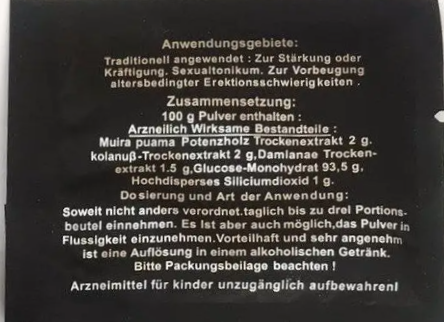 Anwendungsgebiete:
Traditionell angewendet : Zur Stärkung oder
Kräftigung. Sexualtonikum. Zur Vorbeugung
altersbedingter Erektionsschwierigkeiten .
Zusammensetzung:
100 g Pulver enthalten :
Arzneilich Wirksame Bestandteile :
Muira puama Potenzholz Trockenextrakt 2 g.
kolanuß-Trockenextrakt 2 g,Damlanae Trocken-
extrakt 1.5 g,Glucose-Monohydrat 93,5 g,
Hochdisperses Siliciumdioxid 1 g.
Dosierung und Art der Anwendung:
Soweit nicht anders verordnet.taglich bis zu drei Portions-
beutel einnehmen. Es Ist aber auch möglich,das Pulver in
Flussigkeit einzunehmen.Vorteilhaft und sehr angenehm
ist eine Auflösung in einem alkoholischen Getränk.
Bitte Packungsbeilage beachten !
Arzneimittel für kinder unzugänglich aufbewahrenl